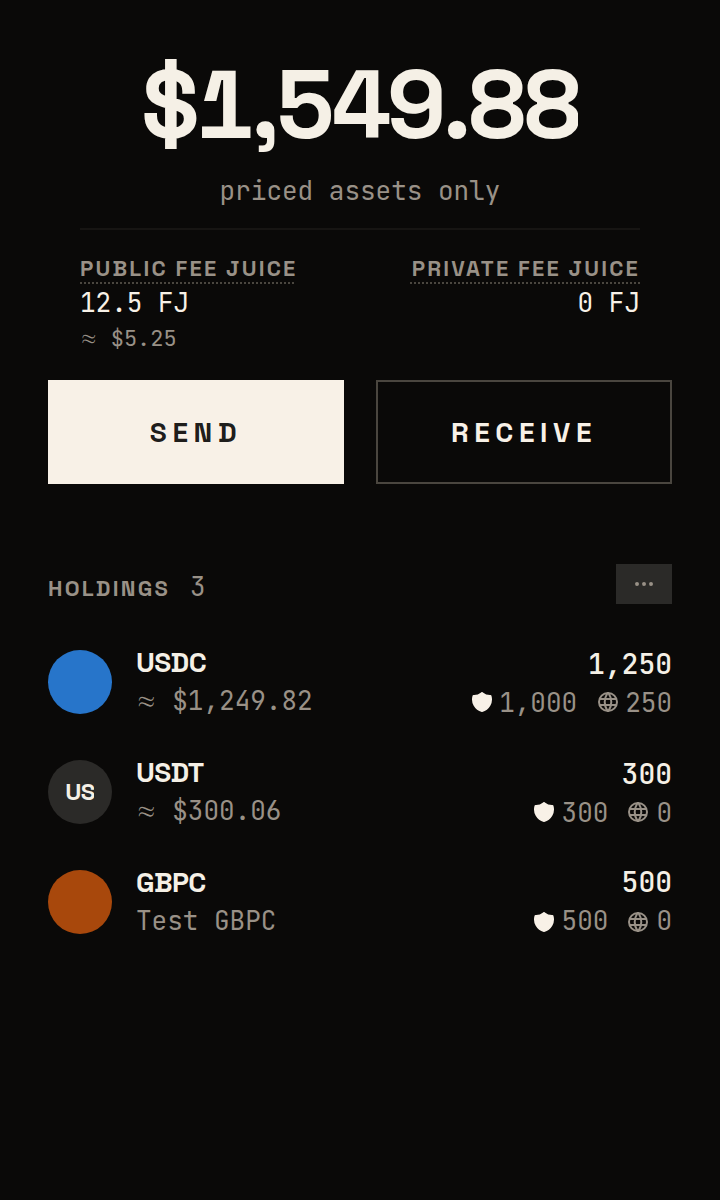 $1,549.88
priced assets only
PUBLIC FEE JUICE PRIVATE FEE JUICE
12.5 FJ 0 FJ
≈ $5.25
SEND RECEIVE
HOLDINGS 3 ...
USDC 1,250
≈ $1,249.82 1,000 250
US USDT 300
≈ $300.06 300 0
GBPC 500
Test GBPC 500 0